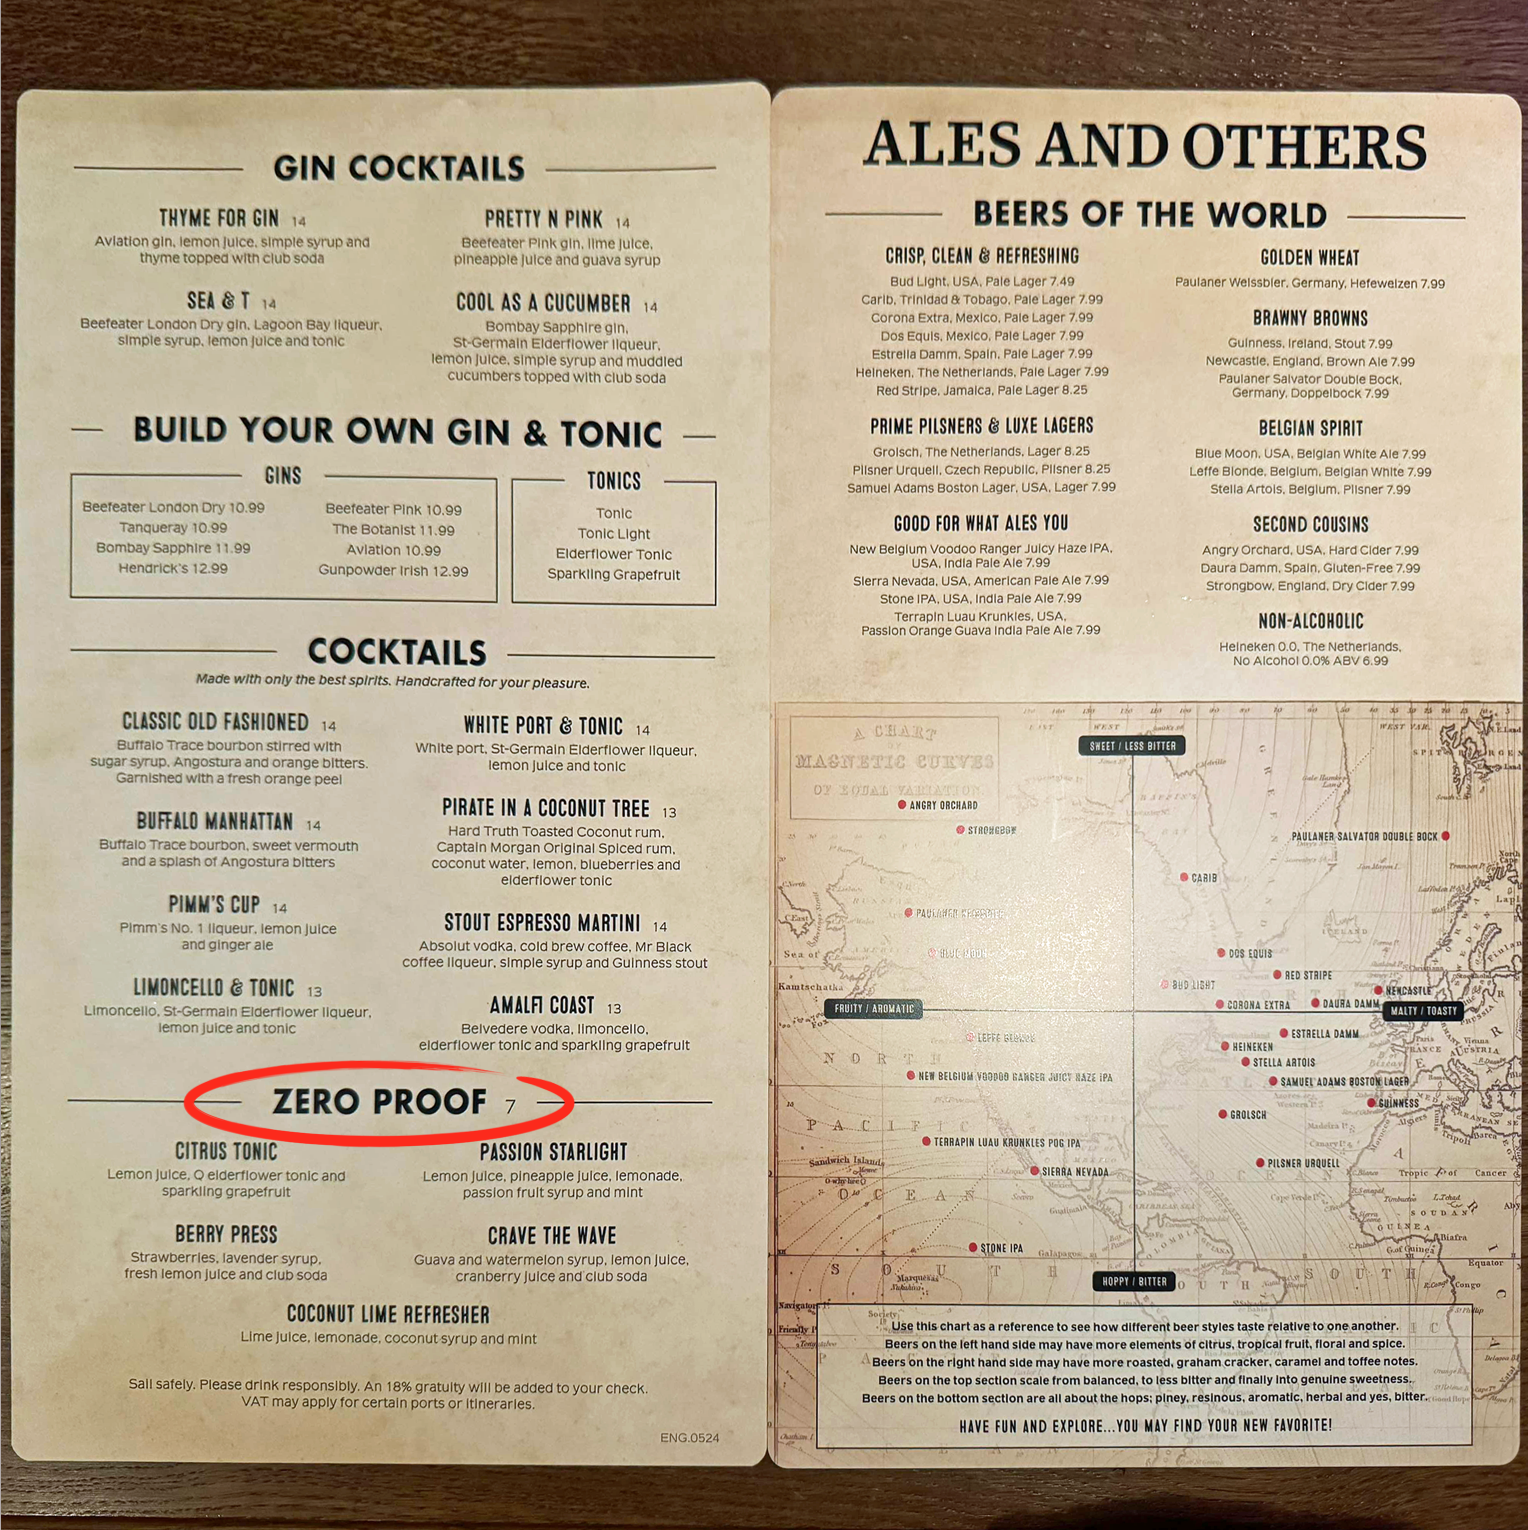 GIN COCKTAILS
THYME FOR GIN 14
Aviation gin, lemon juice, simple syrup and
thyme topped with club soda
SEA & T 14
Beefeater London Dry gin, Lagoon Bay liqueur,
simple syrup, lemon juice and tonic
PRETTY N PINK 14
Beefeater Pink gin, lime juice,
pineapple juice and guava syrup
COOL AS A CUCUMBER 14
Bombay Sapphire gin,
St-Germain Elderflower liqueur,
lemon juice, simple syrup and muddled
cucumbers topped with club soda
BUILD YOUR OWN GIN & TONIC
GINS
Beefeater London Dry 10.99
Tanqueray 10.99
Bombay Sapphire 11.99
Hendrick's 12.99
Beefeater Pink 10.99
The Botanist 11.99
Aviation 10.99
Gunpowder Irish 12.99
TONICS
Tonic
Tonic Light
Elderflower Tonic
Sparkling Grapefruit
COCKTAILS
Made with only the best spirits. Handcrafted for your pleasure.
CLASSIC OLD FASHIONED 14
Buffalo Trace bourbon stirred with
sugar syrup, Angostura and orange bitters.
Garnished with a fresh orange peel
BUFFALO MANHATTAN 14
Buffalo Trace bourbon, sweet vermouth
and a splash of Angostura bitters
PIMM'S CUP 14
Pimm's No. 1 liqueur, lemon juice
and ginger ale
LIMONCELLO & TONIC 13
Limoncello, St-Germain Elderflower liqueur,
lemon juice and tonic
WHITE PORT & TONIC 14
White port, St-Germain Elderflower liqueur,
lemon juice and tonic
PIRATE IN A COCONUT TREE 13
Hard Truth Toasted Coconut rum,
Captain Morgan Original Spiced rum,
coconut water, lemon, blueberries and
elderflower tonic
STOUT ESPRESSO MARTINI 14
Absolut vodka, cold brew coffee, Mr Black
coffee liqueur, simple syrup and Guinness stout
AMALFI COAST 13
Belvedere vodka, limoncello,
elderflower tonic and sparkling grapefruit
ZERO PROOF 7
CITRUS TONIC
Lemon juice, Q elderflower tonic and
sparkling grapefruit
PASSION STARLIGHT
Lemon juice, pineapple juice, lemonade,
passion fruit syrup and mint
BERRY PRESS
Strawberries, lavender syrup,
fresh lemon juice and club soda
CRAVE THE WAVE
Guava and watermelon syrup, lemon juice,
cranberry juice and club soda
COCONUT LIME REFRESHER
Lime juice, lemonade, coconut syrup and mint
Sail safely. Please drink responsibly. An 18% gratuity will be added to your check.
VAT may apply for certain ports or itineraries.
ENG.0524
ALES AND OTHERS
BEERS OF THE WORLD
CRISP, CLEAN & REFRESHING
Bud Light, USA, Pale Lager 7.49
Carib, Trinidad & Tobago, Pale Lager 7.99
Corona Extra, Mexico, Pale Lager 7.99
Dos Equis, Mexico, Pale Lager 7.99
Estrella Damm, Spain, Pale Lager 7.99
Heineken, The Netherlands, Pale Lager 7.99
Red Stripe, Jamaica, Pale Lager 8.25
PRIME PILSNERS & LUXE LAGERS
Grolsch, The Netherlands, Lager 8.25
Pilsner Urquell, Czech Republic, Pilsner 8.25
Samuel Adams Boston Lager, USA, Lager 7.99
GOOD FOR WHAT ALES YOU
New Belgium Voodoo Ranger Juicy Haze IPA,
USA, India Pale Ale 7.99
Sierra Nevada, USA, American Pale Ale 7.99
Stone IPA, USA, India Pale Ale 7.99
Terrapin Luau Krunkles, USA,
Passion Orange Guava India Pale Ale 7.99
GOLDEN WHEAT
Paulaner Weissbier, Germany, Hefeweizen 7.99
BRAWNY BROWNS
Guinness, Ireland, Stout 7.99
Newcastle, England, Brown Ale 7.99
Paulaner Salvator Double Bock,
Germany, Doppelbock 7.99
BELGIAN SPIRIT
Blue Moon, USA, Belgian White Ale 7.99
Leffe Blonde, Belgium, Belgian White 7.99
Stella Artois, Belgium, Pilsner 7.99
SECOND COUSINS
Angry Orchard, USA, Hard Cider 7.99
Daura Damm, Spain, Gluten-Free 7.99
Strongbow, England, Dry Cider 7.99
NON-ALCOHOLIC
Heineken 0.0, The Netherlands,
No Alcohol 0.0% ABV 6.99
A CHART
OF
MAGNETIC CURVES
OF EQUAL VARIATION
SWEET / LESS BITTER
ANGRY ORCHARD
STRONGBOW
PAULANER SALVATOR DOUBLE BOCK
CARIB
PAULANER WEISSBIER
BLUE MOON
DOS EQUIS
RED STRIPE
BUD LIGHT
NEWCASTLE
CORONA EXTRA
DAURA DAMM
FRUITY / AROMATIC
MALTY / TOASTY
LEFFE BLONDE
ESTRELLA DAMM
HEINEKEN
STELLA ARTOIS
NEW BELGIUM VOODOO RANGER JUICY HAZE IPA
SAMUEL ADAMS BOSTON LAGER
GUINNESS
GROLSCH
TERRAPIN LUAU KRUNKLES POG IPA
PILSNER URQUELL
SIERRA NEVADA
STONE IPA
HOPPY / BITTER
Sea of
Kamtschatka
NORTH
PACIFIC
OCEAN
SOUTH
Sandwich Islands
Marquesas
Galapagos
Tropic of Cancer
Equator
Biafra
Congo
Use this chart as a reference to see how different beer styles taste relative to one another.
Beers on the left hand side may have more elements of citrus, tropical fruit, floral and spice.
Beers on the right hand side may have more roasted, graham cracker, caramel and toffee notes.
Beers on the top section scale from balanced, to less bitter and finally into genuine sweetness.
Beers on the bottom section are all about the hops; piney, resinous, aromatic, herbal and yes, bitter.
HAVE FUN AND EXPLORE...YOU MAY FIND YOUR NEW FAVORITE!